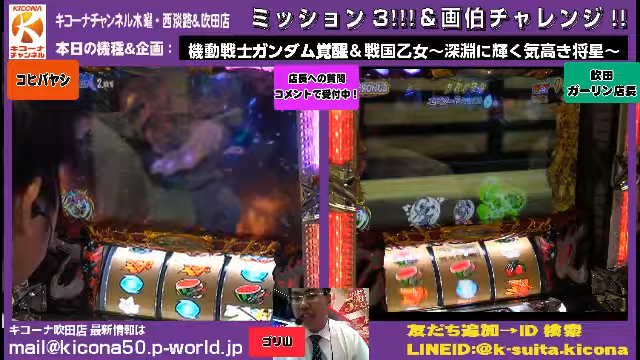 KICONA
キコーナ
チャンネル
キコーナチャンネル水曜・西淡路&吹田店
ミッション3!!!&画伯チャレンジ!!
本日の機種&企画:
機動戦士ガンダム覚醒&戦国乙女~深淵に輝く気高き将星~
コヒバヤシ
店長への質問
コメントで受付中!
吹田
ガーリン店長
BONUS
キコーナ吹田店 最新情報は
mail@kicona50.p-world.jp
ゴリ山
友だち追加→ID 検索
LINEID:@k-suita.kicona